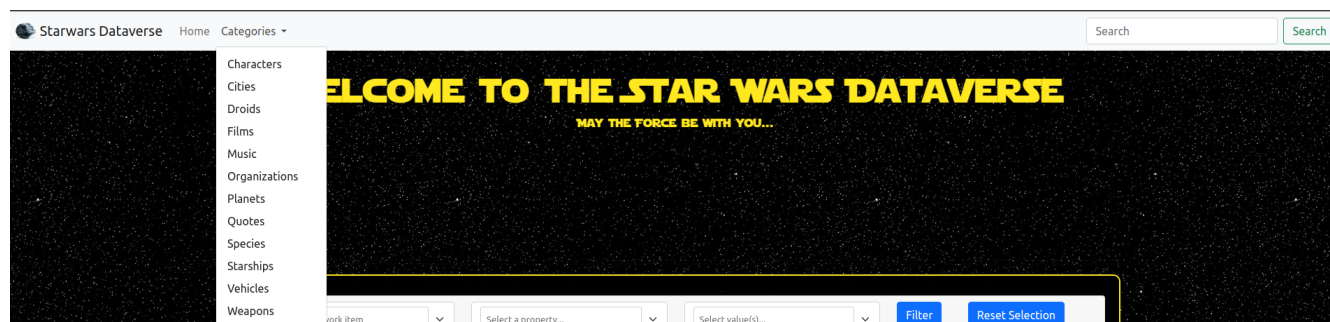 Starwars Dataverse Home Categories Search Search
Characters
Cities
Droids
Films
Music
Organizations
Planets
Quotes
Species
Starships
Vehicles
Weapons
ELCOME TO THE STAR WARS DATAVERSE
MAY THE FORCE BE WITH YOU...
item Select a property... Select value(s)... Filter Reset Selection